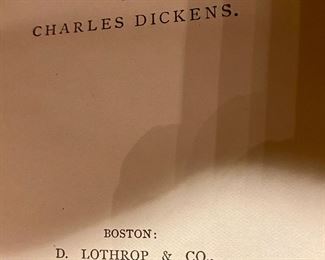 CHARLES DICKENS.
BOSTON:
D. LOTHROP & CO.,